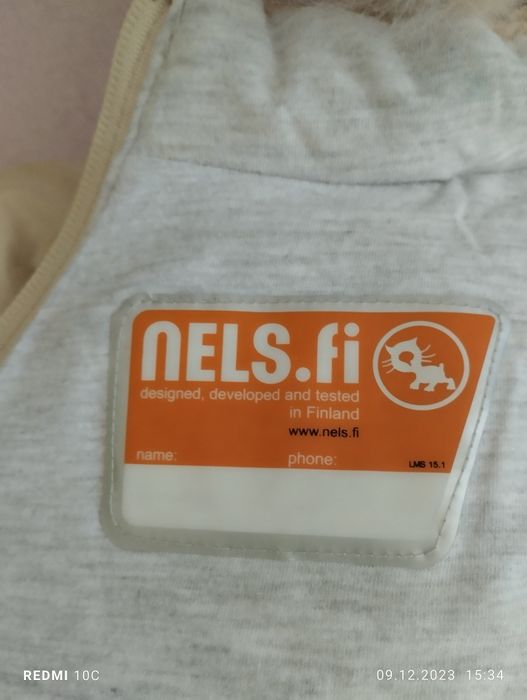 NELS.fi
designed, developed and tested
in Finland
www.nels.fi
name:
phone:
LMS 15.1
REDMI 10C
09.12.2023 15:34